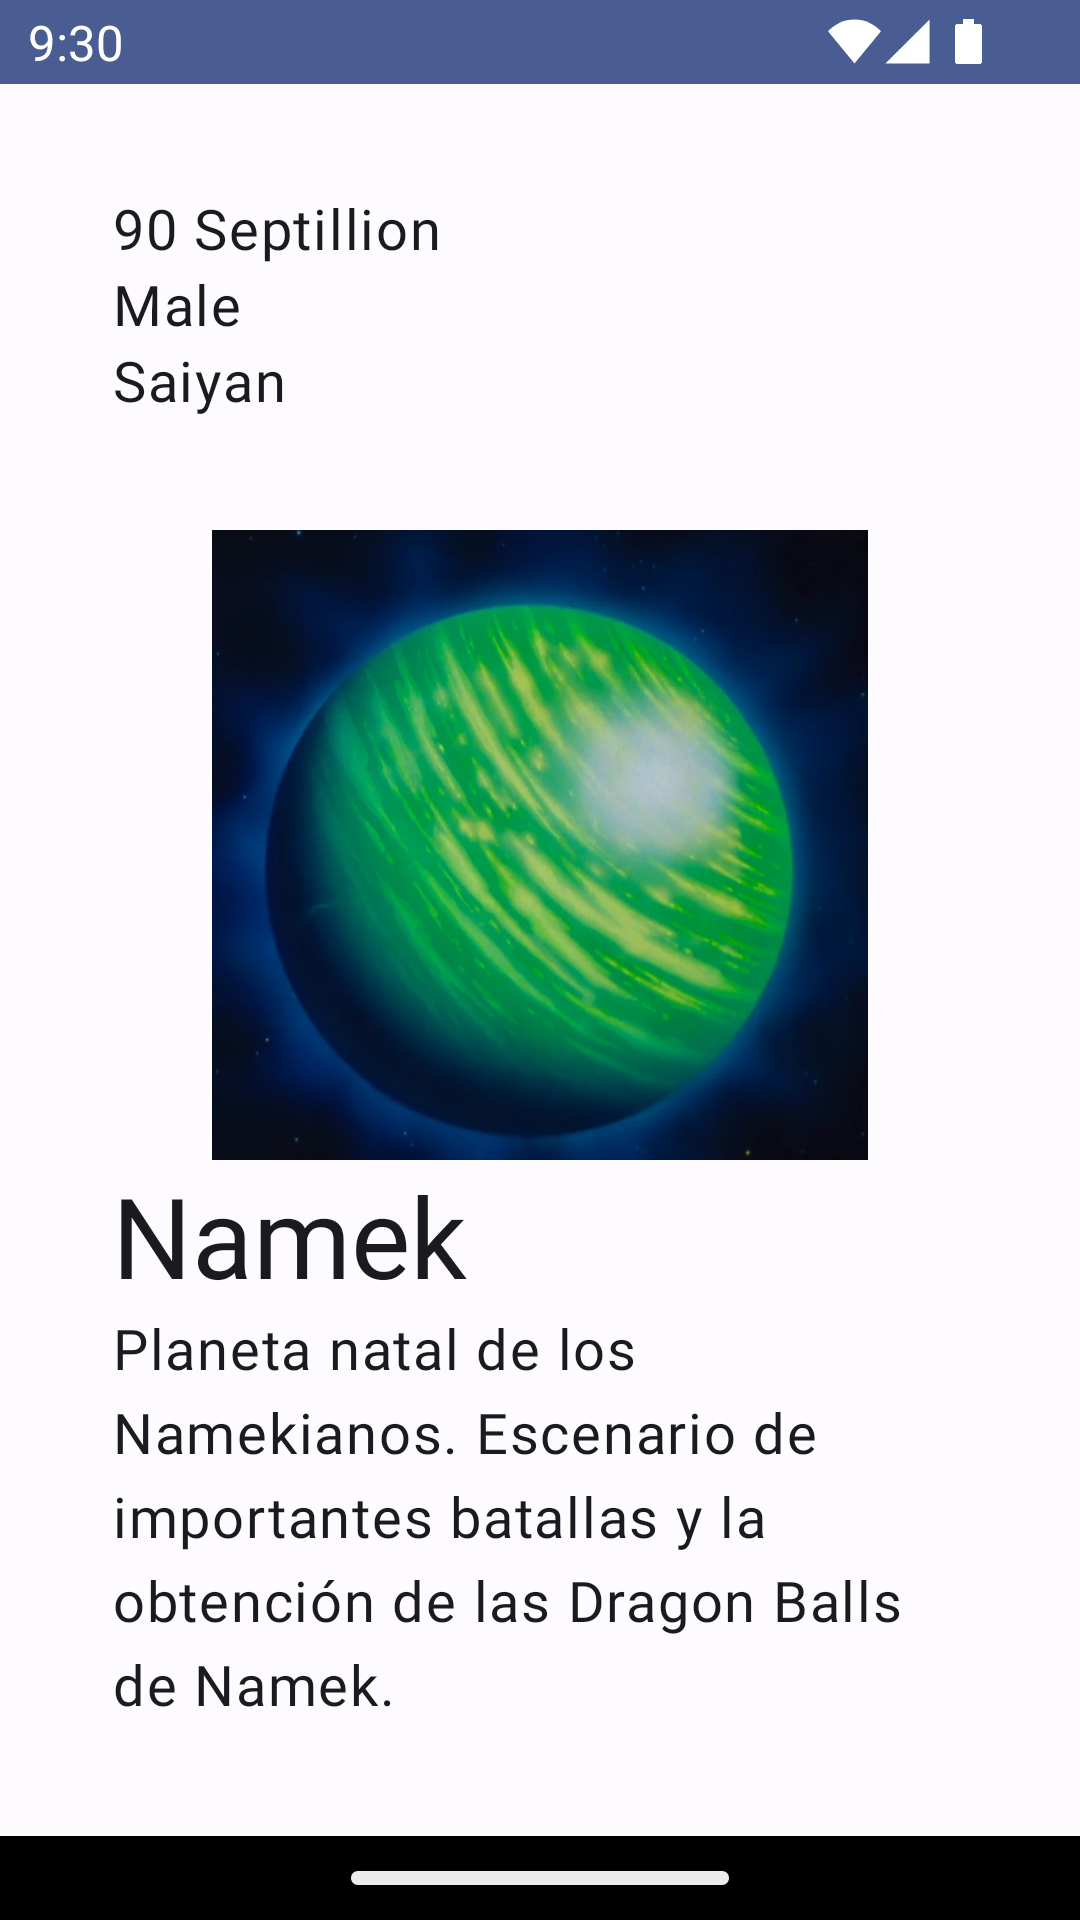 9:30
90 Septillion
Male
Saiyan
Namek
Planeta natal de los
Namekianos. Escenario de
importantes batallas y la
obtención de las Dragon Balls
de Namek.